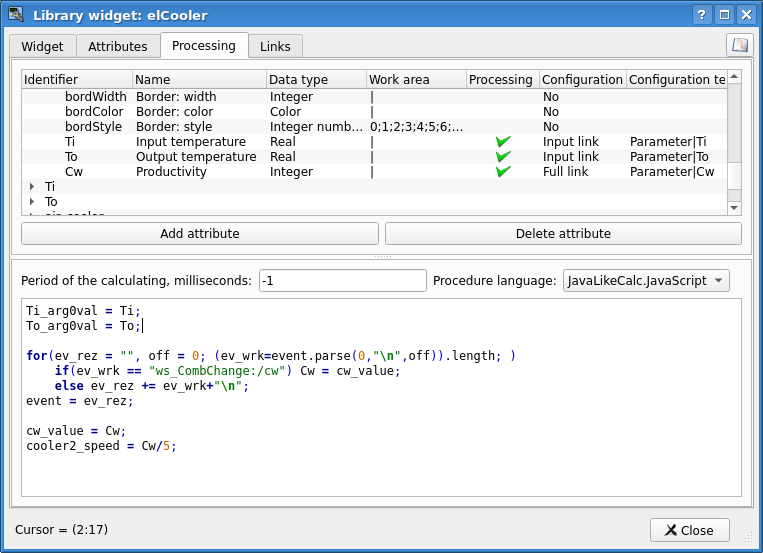 Library widget: elCooler
Widget Attributes Processing Links
Identifier Name Data type Work area Processing Configuration Configuration te
bordWidth Border: width Integer | No
bordColor Border: color Color | No
bordStyle Border: style Integer numb... 0;1;2;3;4;5;6;... No
Ti Input temperature Real | Input link Parameter|Ti
To Output temperature Real | Input link Parameter|To
Cw Productivity Integer | Full link Parameter|Cw
Ti
To
Add attribute Delete attribute
Period of the calculating, milliseconds: -1 Procedure language: JavaLikeCalc.JavaScript
Ti_arg0val = Ti;
To_arg0val = To;
for(ev_rez = "", off = 0; (ev_wrk=event.parse(0,"\n",off)).length; )
    if(ev_wrk == "ws_CombChange:/cw") Cw = cw_value;
    else ev_rez += ev_wrk+"\n";
event = ev_rez;
cw_value = Cw;
cooler2_speed = Cw/5;
Cursor = (2:17) Close